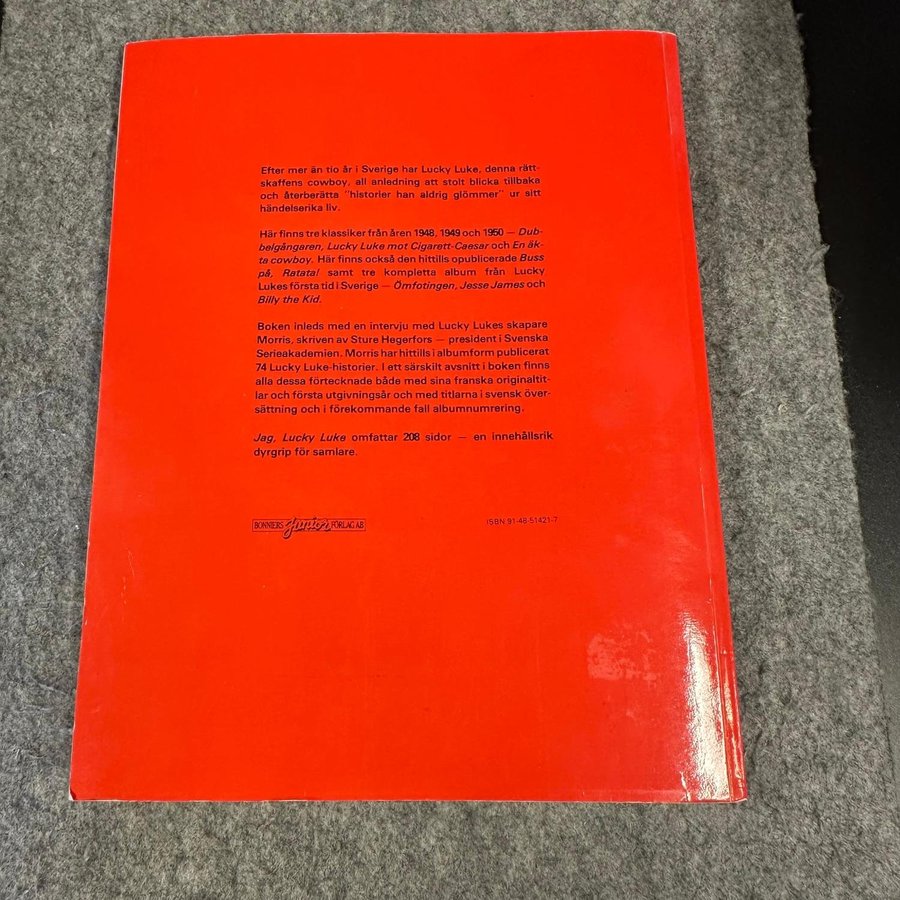 Efter mer än tio år i Sverige har Lucky Luke, denna rätt-
skaffens cowboy, all anledning att stolt blicka tillbaka
och återberätta "historier han aldrig glömmer" ur sitt
händelserika liv.
Här finns tre klassiker från åren 1948, 1949 och 1950 — Dub-
belgångaren, Lucky Luke mot Cigarett-Caesar och En äk-
ta cowboy. Här finns också den hittills opublicerade Buss
på, Ratata! samt tre kompletta album från Lucky
Lukes första tid i Sverige — Ömfotingen, Jesse James och
Billy the Kid.
Boken inleds med en intervju med Lucky Lukes skapare
Morris, skriven av Sture Hegerfors — president i Svenska
Serieakademien. Morris har hittills i albumform publicerat
74 Lucky Luke-historier. I ett särskilt avsnitt i boken finns
alla dessa förtecknade både med sina franska originaltit-
lar och första utgivningsår och med titlarna i svensk över-
sättning och i förekommande fall albumnumrering.
Jag, Lucky Luke omfattar 208 sidor — en innehållsrik
dyrgrip för samlare.
BONNIERS Junior FÖRLAG AB
ISBN 91-48-51421-7